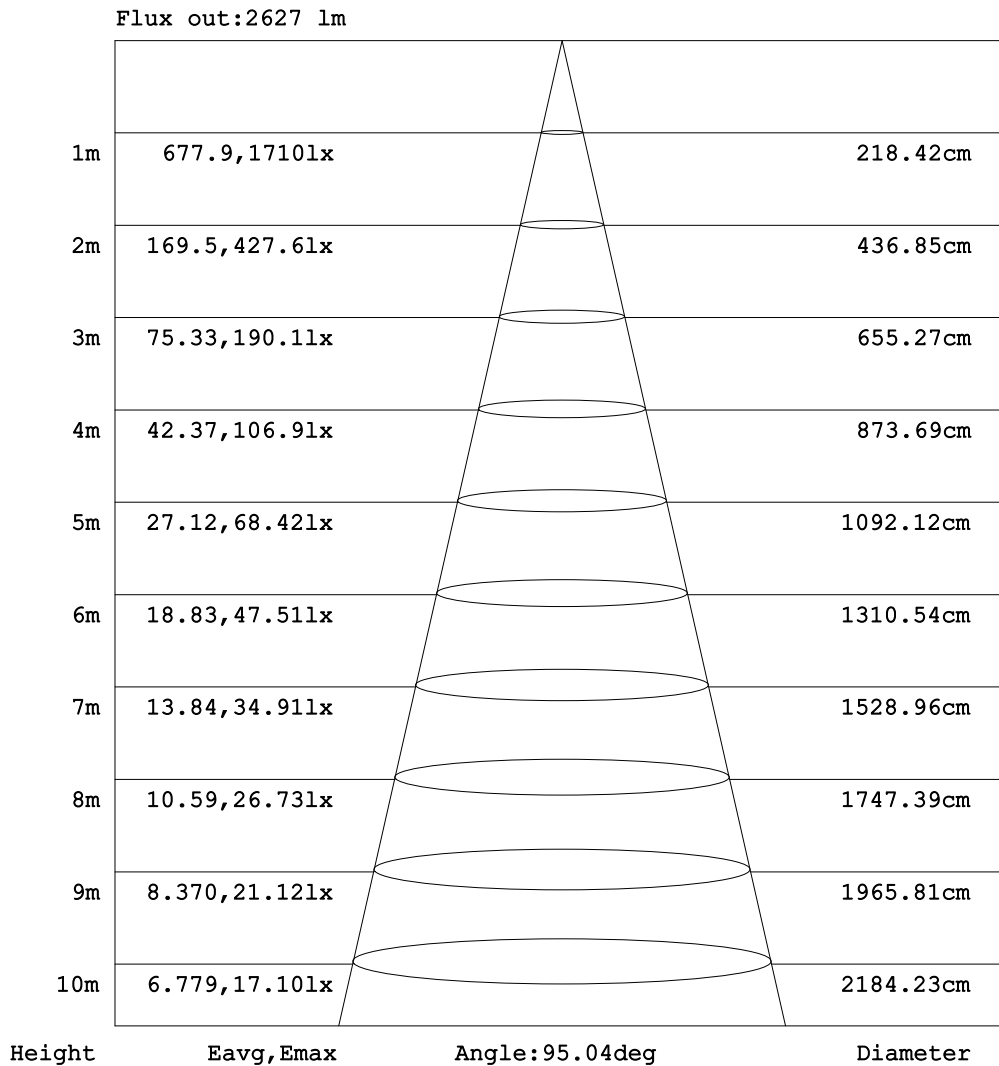 Flux out:2627 lm
1m 677.9,1710lx 218.42cm
2m 169.5,427.6lx 436.85cm
3m 75.33,190.1lx 655.27cm
4m 42.37,106.9lx 873.69cm
5m 27.12,68.42lx 1092.12cm
6m 18.83,47.51lx 1310.54cm
7m 13.84,34.91lx 1528.96cm
8m 10.59,26.73lx 1747.39cm
9m 8.370,21.12lx 1965.81cm
10m 6.779,17.10lx 2184.23cm
Height Eavg,Emax Angle:95.04deg Diameter